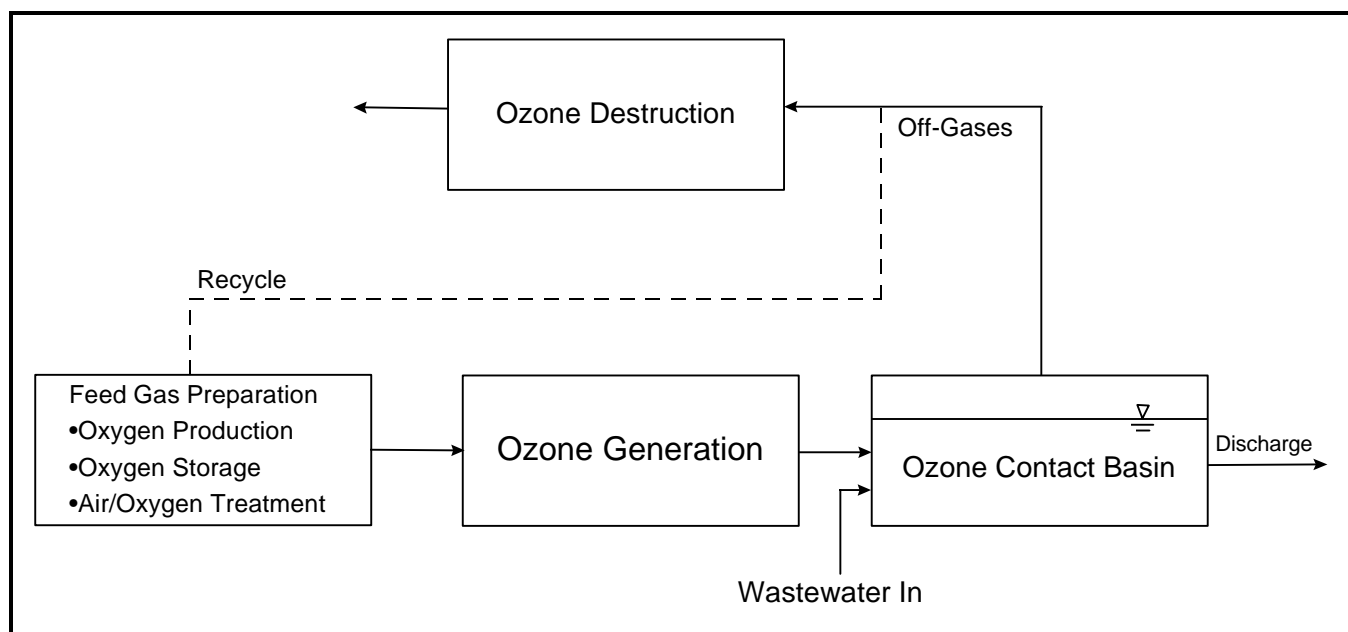 Ozone Destruction
Off-Gases
Recycle
Feed Gas Preparation
•Oxygen Production
•Oxygen Storage
•Air/Oxygen Treatment
Ozone Generation
Ozone Contact Basin
Discharge
Wastewater In